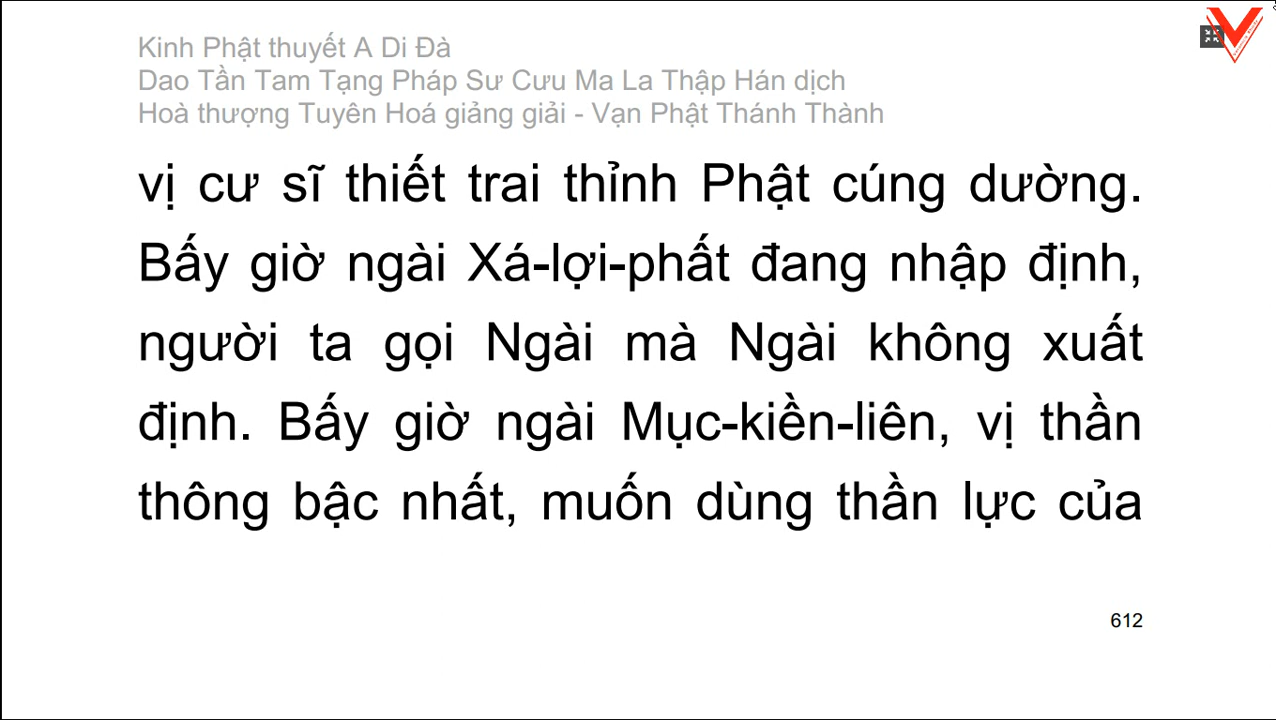 Kinh Phật thuyết A Di Đà
Dao Tần Tam Tạng Pháp Sư Cưu Ma La Thập Hán dịch
Hoà thượng Tuyên Hoá giảng giải - Vạn Phật Thánh Thành
vị cư sĩ thiết trai thỉnh Phật cúng dường.
Bấy giờ ngài Xá-lợi-phất đang nhập định,
người ta gọi Ngài mà Ngài không xuất
định. Bấy giờ ngài Mục-kiền-liên, vị thần
thông bậc nhất, muốn dùng thần lực của
612